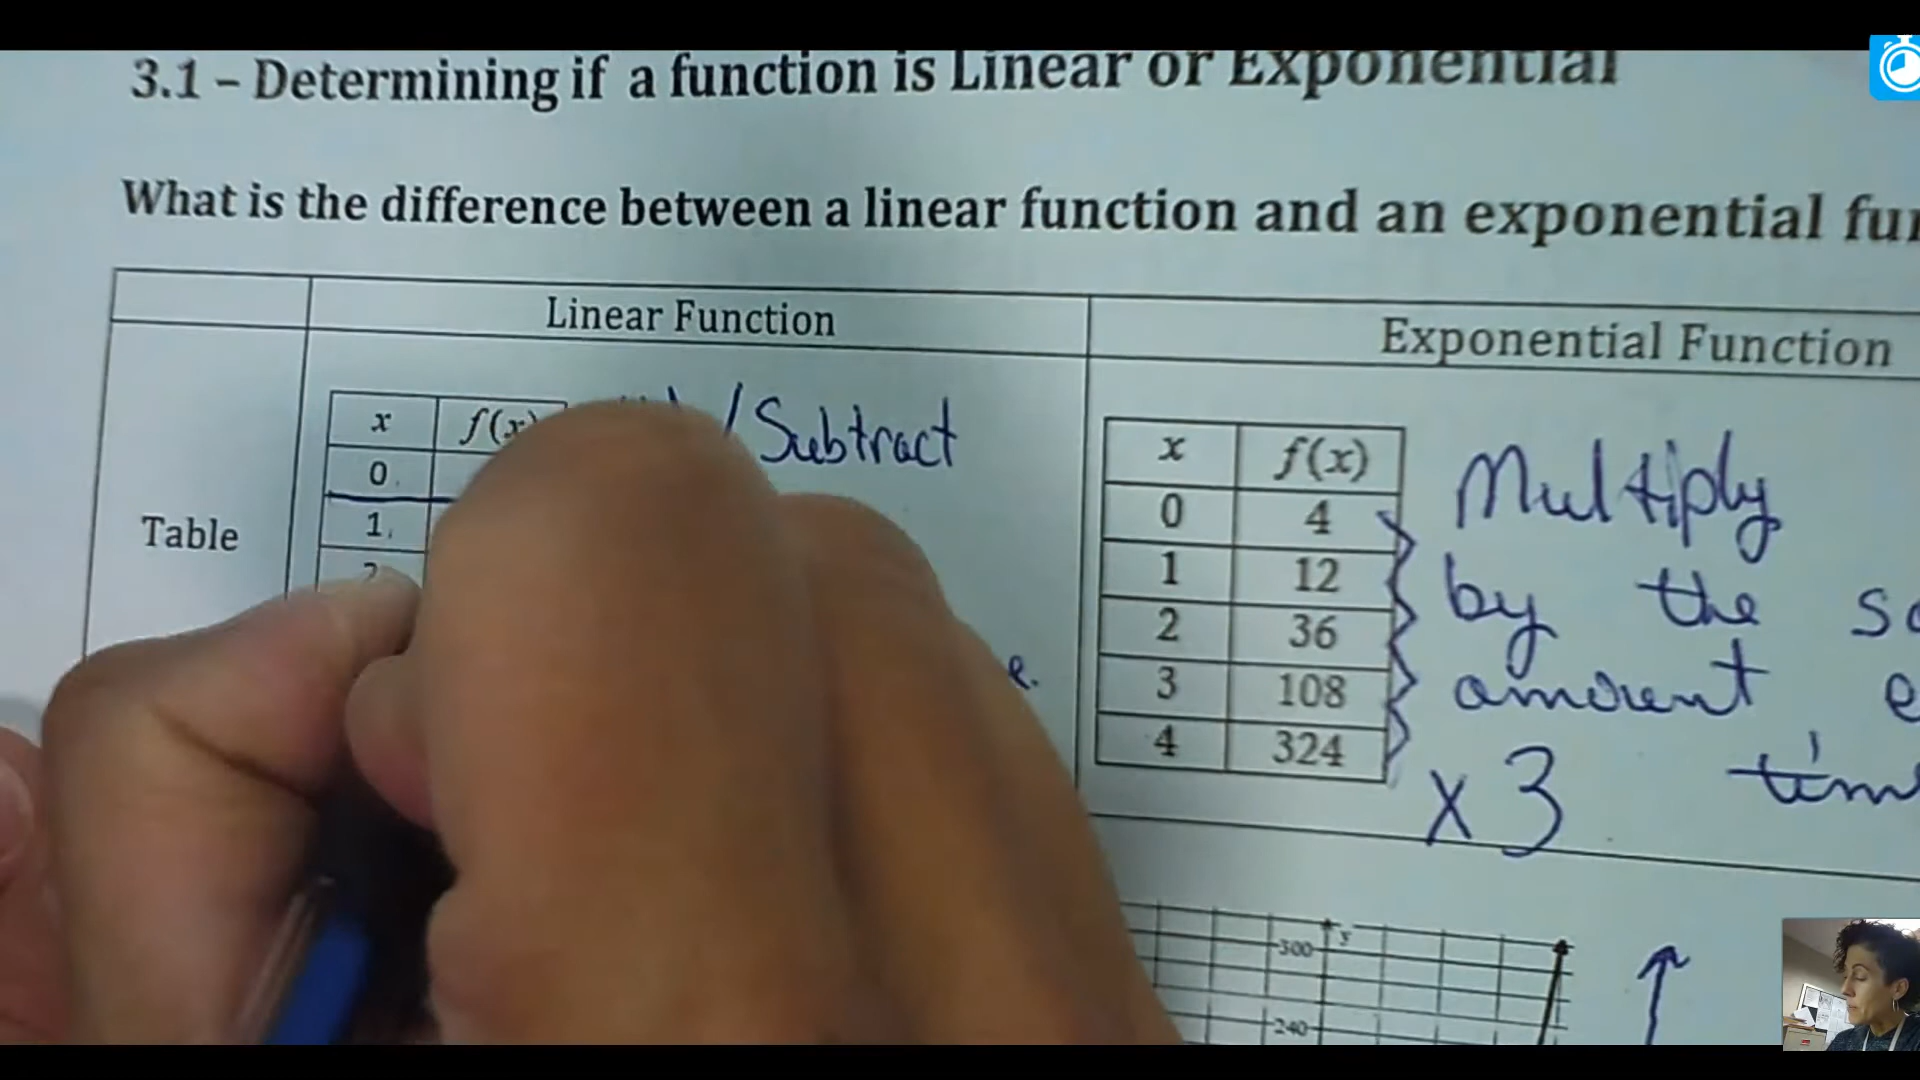 3.1 – Determining if a function is Linear or Exponential
What is the difference between a linear function and an exponential
Linear Function
Exponential Function
Table
x
0
1
/Subtract
x f(x)
0 4
1 12
2 36
3 108
4 324
Multiply
by the
amount
x 3
300
y
240